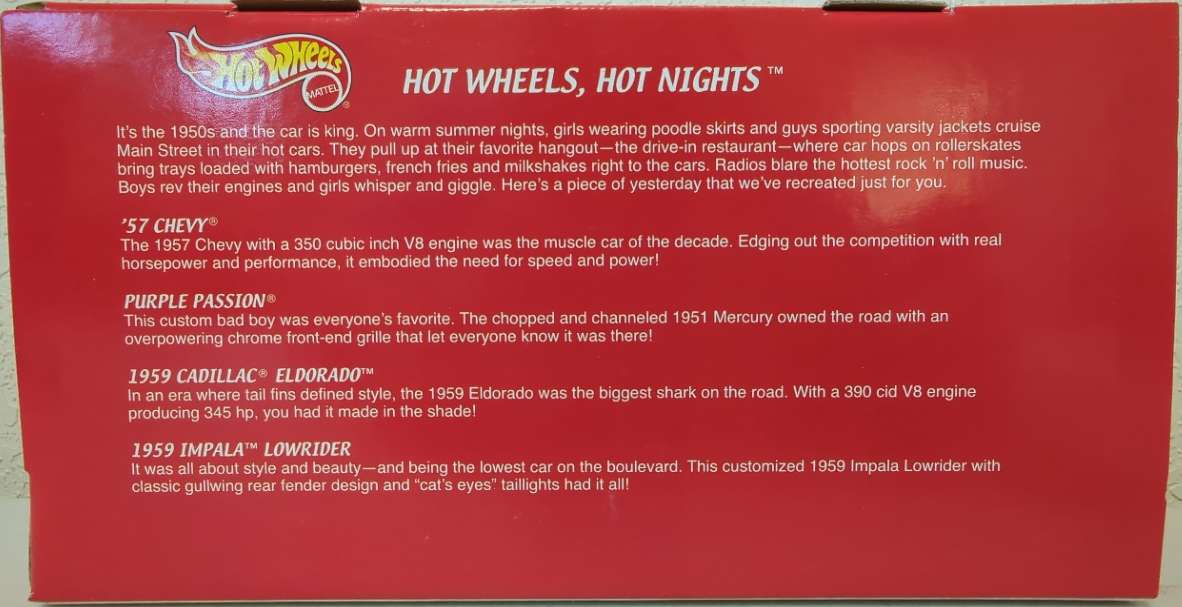 Hot Wheels
MATTEL
®
HOT WHEELS, HOT NIGHTS™
It's the 1950s and the car is king. On warm summer nights, girls wearing poodle skirts and guys sporting varsity jackets cruise
Main Street in their hot cars. They pull up at their favorite hangout—the drive-in restaurant—where car hops on rollerskates
bring trays loaded with hamburgers, french fries and milkshakes right to the cars. Radios blare the hottest rock 'n' roll music.
Boys rev their engines and girls whisper and giggle. Here's a piece of yesterday that we've recreated just for you.
'57 CHEVY®
The 1957 Chevy with a 350 cubic inch V8 engine was the muscle car of the decade. Edging out the competition with real
horsepower and performance, it embodied the need for speed and power!
PURPLE PASSION®
This custom bad boy was everyone's favorite. The chopped and channeled 1951 Mercury owned the road with an
overpowering chrome front-end grille that let everyone know it was there!
1959 CADILLAC® ELDORADO™
In an era where tail fins defined style, the 1959 Eldorado was the biggest shark on the road. With a 390 cid V8 engine
producing 345 hp, you had it made in the shade!
1959 IMPALA™ LOWRIDER
It was all about style and beauty—and being the lowest car on the boulevard. This customized 1959 Impala Lowrider with
classic gullwing rear fender design and "cat's eyes" taillights had it all!